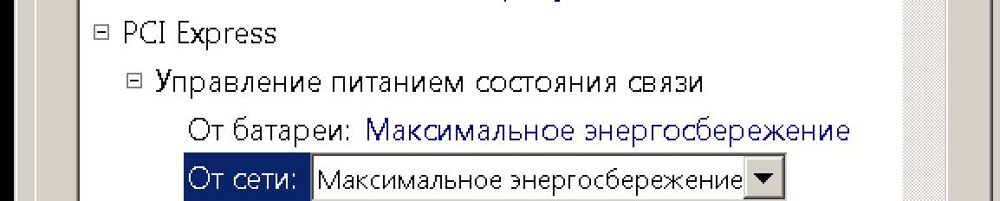 PCI Express
Управление питанием состояния связи
От батареи: Максимальное энергосбережение
От сети: Максимальное энергосбережение